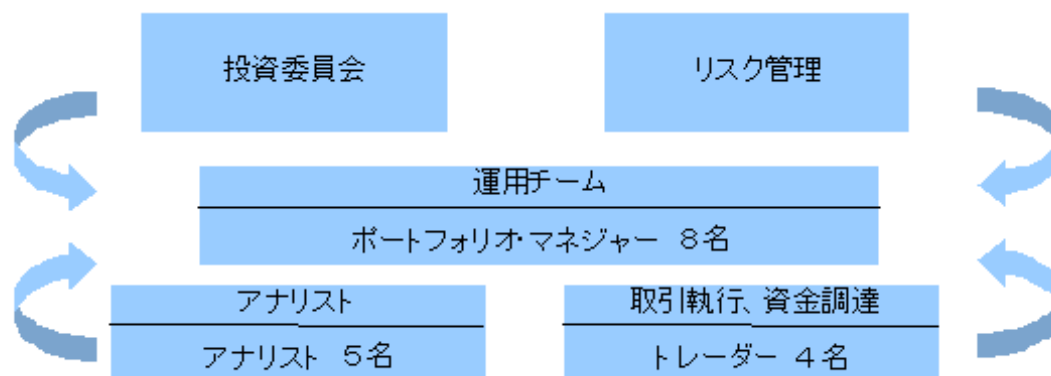 投資委員会
リスク管理
運用チーム
ポートフォリオ・マネジャー ８名
アナリスト
アナリスト ５名
取引執行、資金調達
トレーダー ４名